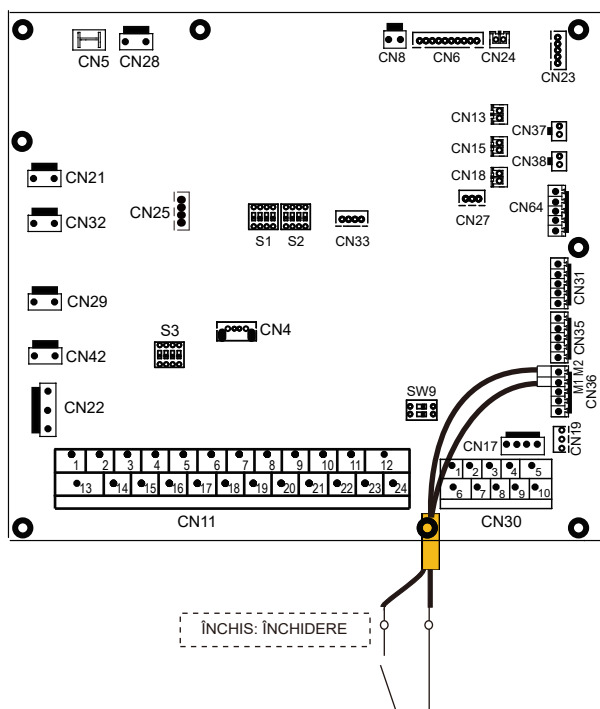 CN5
CN28
CN8
CN6
CN24
CN23
CN13
CN37
CN15
CN38
CN18
CN21
CN32
CN25
S1
S2
CN33
CN27
CN64
CN31
CN29
CN4
S3
CN35
CN42
CN22
SW9
M1 M2
CN36
CN17
CN19
1 2 3 4 5 6 7 8 9 10 11 12
13 14 15 16 17 18 19 20 21 22 23 24
CN11
1 2 3 4 5
6 7 8 9 10
CN30
ÎNCHIS: ÎNCHIDERE